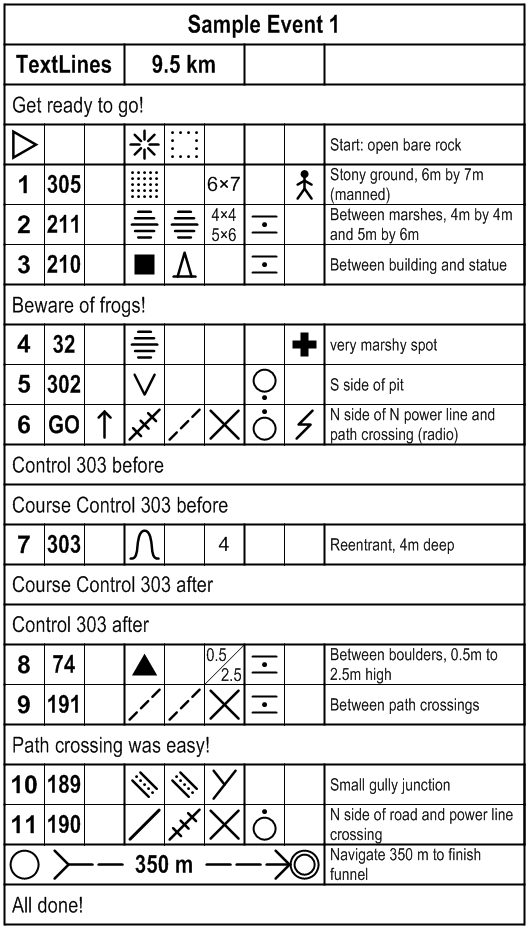 Sample Event 1
TextLines 9.5 km
Get ready to go!
Start: open bare rock
1 305 6×7 Stony ground, 6m by 7m
(manned)
2 211 4×4 Between marshes, 4m by 4m
5×6 and 5m by 6m
3 210 Between building and statue
Beware of frogs!
4 32 very marshy spot
5 302 S side of pit
6 GO N side of N power line and
path crossing (radio)
Control 303 before
Course Control 303 before
7 303 4 Reentrant, 4m deep
Course Control 303 after
Control 303 after
8 74 0.5/2.5 Between boulders, 0.5m to
2.5m high
9 191 Between path crossings
Path crossing was easy!
10 189 Small gully junction
11 190 N side of road and power line
crossing
350 m Navigate 350 m to finish
funnel
All done!